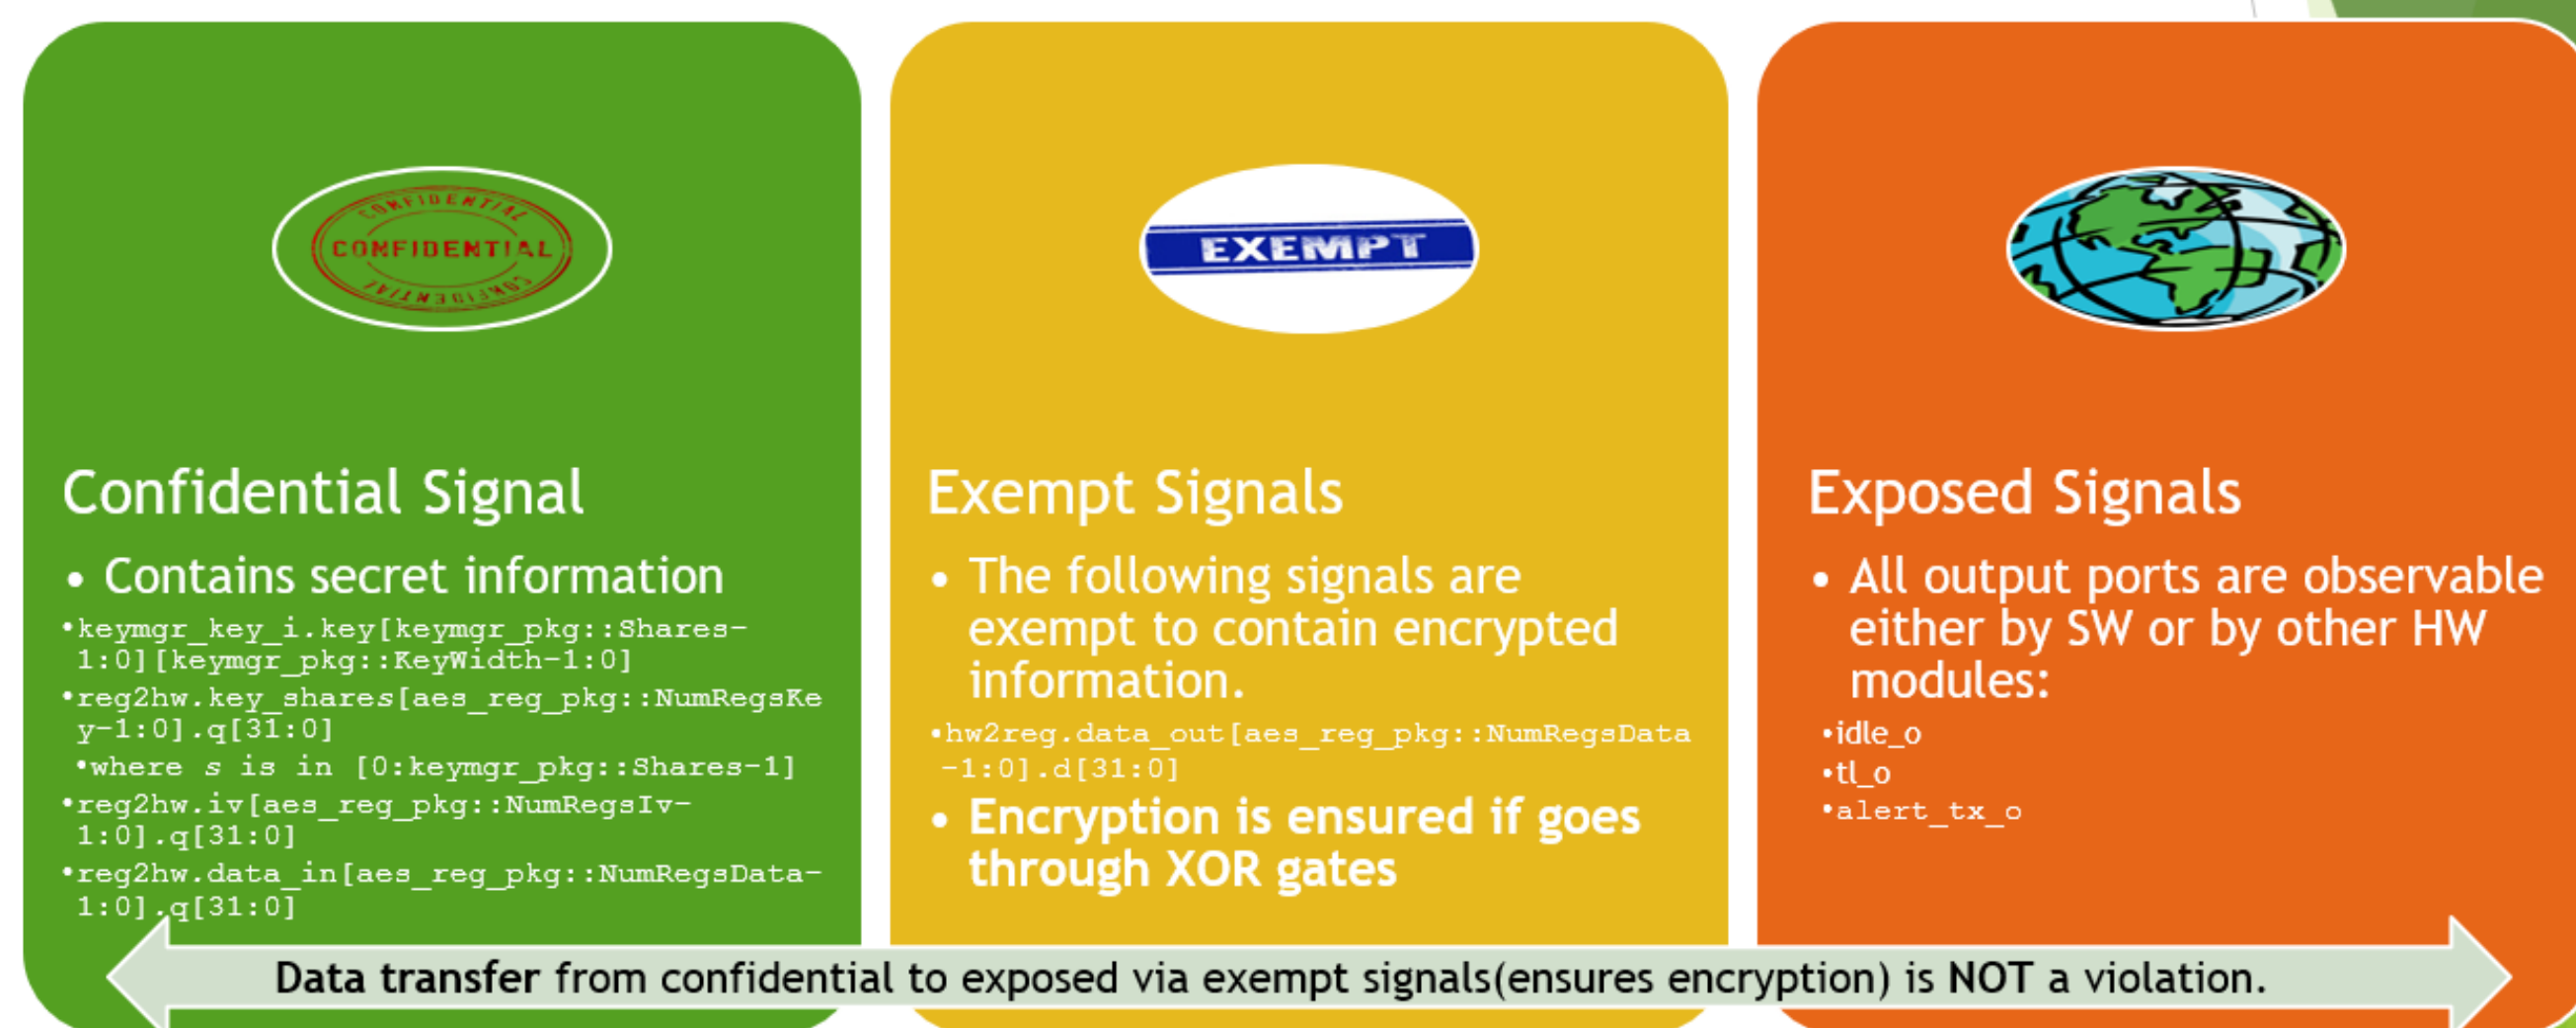 CONFIDENTIAL
CONFIDENTIAL
CONFIDENTIAL
Confidential Signal
• Contains secret information
•keymgr_key_i.key[keymgr_pkg::Shares-
1:0][keymgr_pkg::KeyWidth-1:0]
•reg2hw.key_shares[aes_reg_pkg::NumRegsKe
y-1:0].q[31:0]
•where s is in [0:keymgr_pkg::Shares-1]
•reg2hw.iv[aes_reg_pkg::NumRegsIv-
1:0].q[31:0]
•reg2hw.data_in[aes_reg_pkg::NumRegsData-
1:0].q[31:0]
EXEMPT
Exempt Signals
• The following signals are
exempt to contain encrypted
information.
•hw2reg.data_out[aes_reg_pkg::NumRegsData
-1:0].d[31:0]
• Encryption is ensured if goes
through XOR gates
Exposed Signals
• All output ports are observable
either by SW or by other HW
modules:
•idle_o
•tl_o
•alert_tx_o
Data transfer from confidential to exposed via exempt signals(ensures encryption) is NOT a violation.